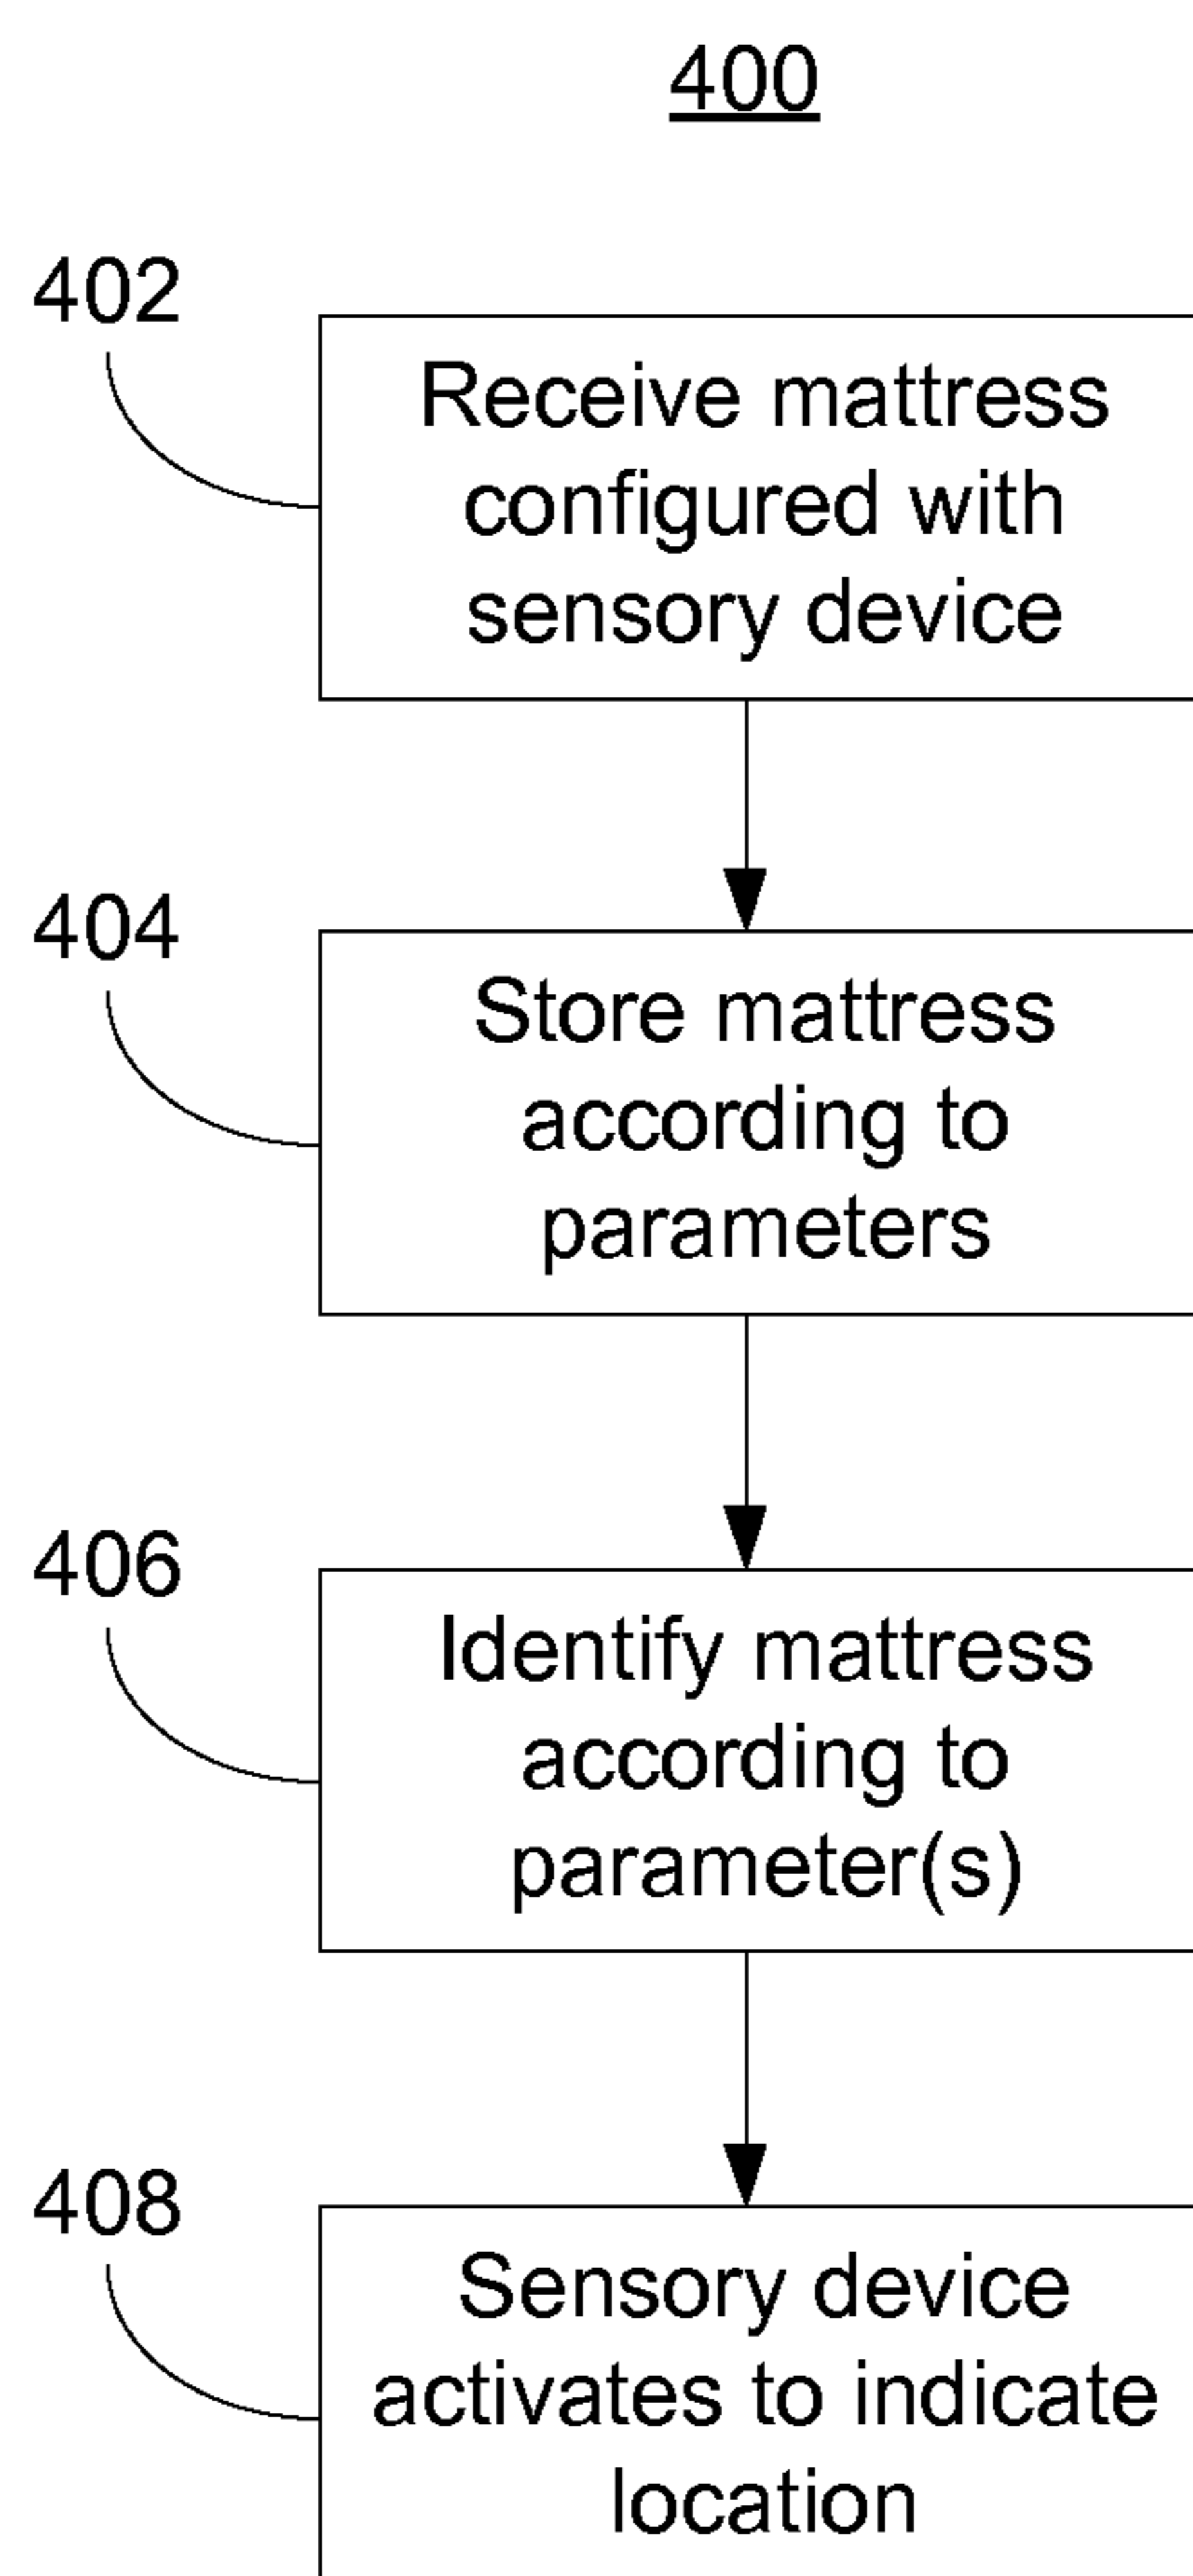 400
402
Receive mattress
configured with
sensory device
404
Store mattress
according to
parameters
406
Identify mattress
according to
parameter(s)
408
Sensory device
activates to indicate
location